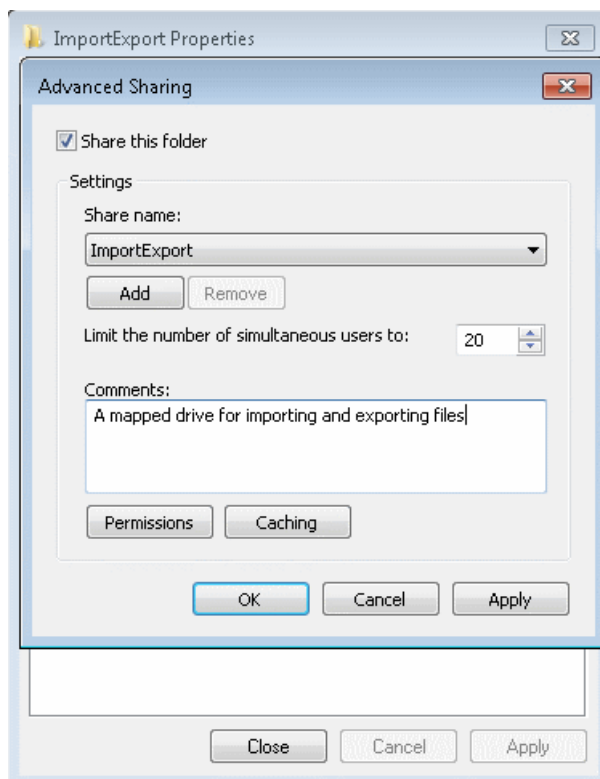 ImportExport Properties
Advanced Sharing
Share this folder
Settings
Share name:
ImportExport
Add Remove
Limit the number of simultaneous users to: 20
Comments:
A mapped drive for importing and exporting files
Permissions Caching
OK Cancel Apply
Close Cancel Apply